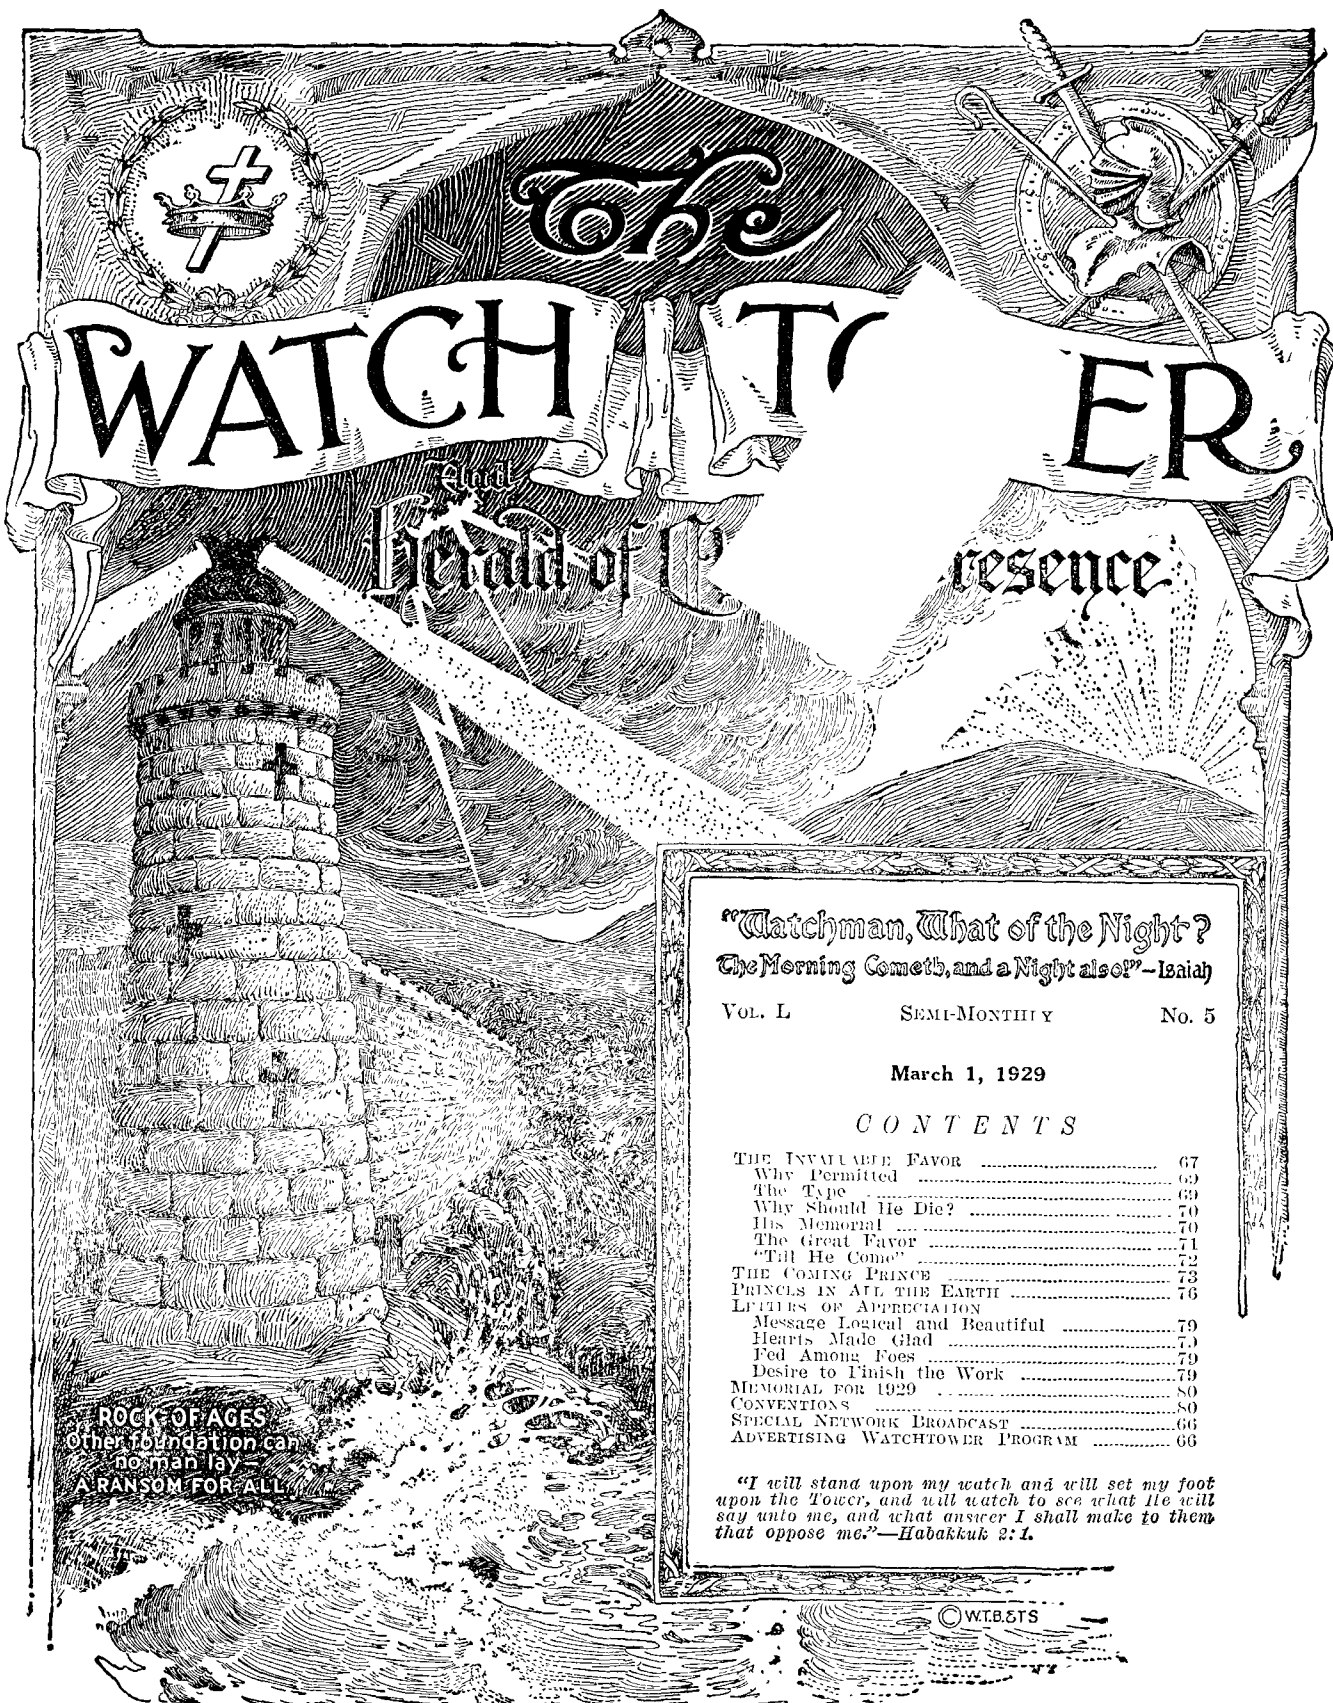 The
WATCH
And
Herald of
March 1, 1929
"Watchman, What of the Night?
The Morning Cometh, and a Night also!"—Isaiah
VOL. L SEMI-MONTHLY No. 5
CONTENTS
THE INVALUABLE FAVOR 67
Why Permitted 69
The Type 69
Why Should He Die? 70
His Memorial 70
The Great Favor 71
"Till He Come" 72
THE COMING PRINCE 73
PRINCES IN ALL THE EARTH 76
LETTERS OF APPRECIATION
Message Logical and Beautiful 79
Hearts Made Glad 79
Fed Among Foes 79
Desire to Finish the Work 79
MEMORIAL FOR 1929 80
CONVENTIONS 80
SPECIAL NETWORK BROADCAST 66
ADVERTISING WATCHTOWER PROGRAM 66
"I will stand upon my watch and will set my foot
upon the Tower, and will watch to see what He will
say unto me, and what answer I shall make to them
that oppose me."—Habakkuk 2:1.
ROCK OF AGES
Other foundation can
no man lay—
A RANSOM FOR ALL
©W.T.B.&T.S